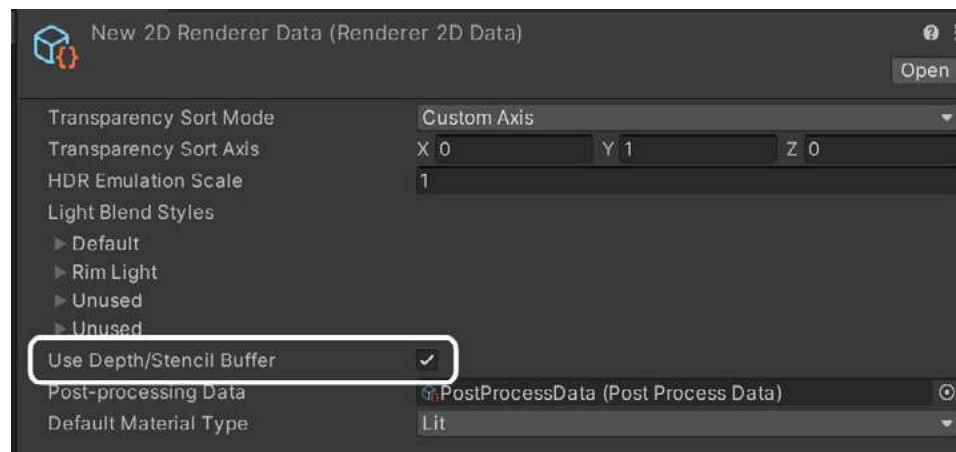 New 2D Renderer Data (Renderer 2D Data)
Open
Transparency Sort Mode Custom Axis
Transparency Sort Axis X 0 Y 1 Z 0
HDR Emulation Scale 1
Light Blend Styles
Default
Rim Light
Unused
Unused
Use Depth/Stencil Buffer
Post-processing Data PostProcessData (Post Process Data)
Default Material Type Lit